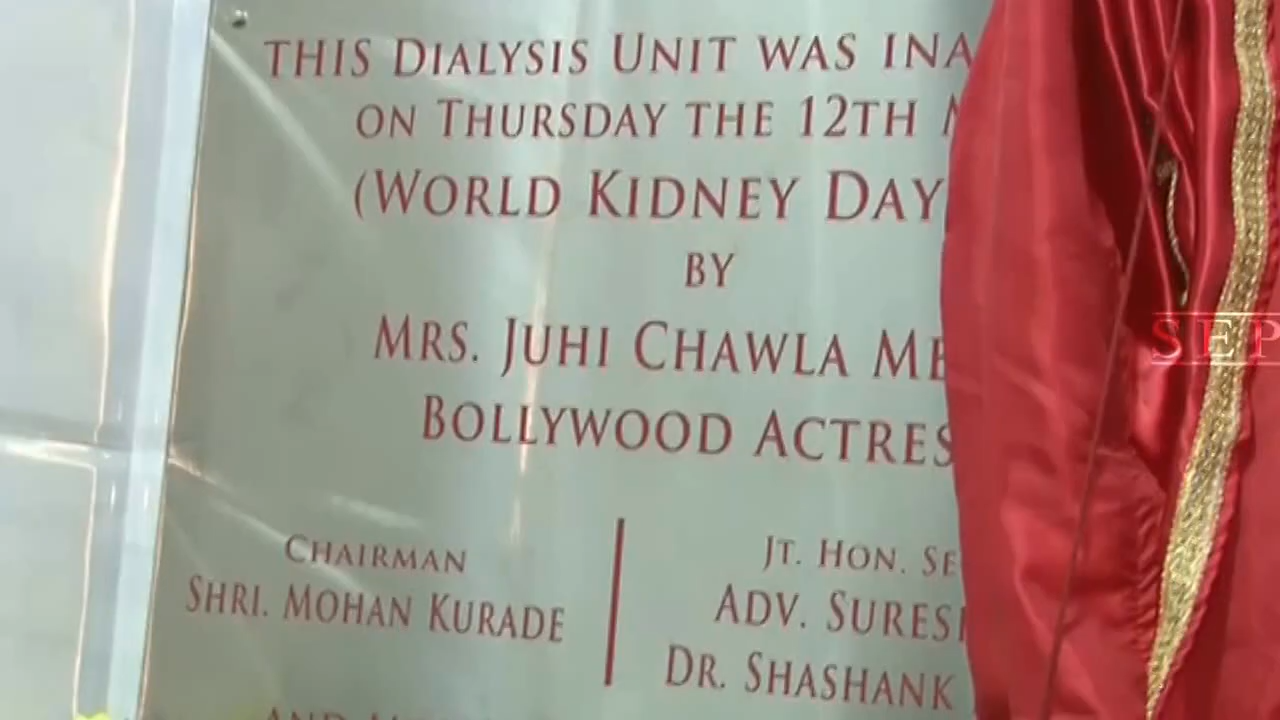 THIS DIALYSIS UNIT WAS INA
ON THURSDAY THE 12TH
(WORLD KIDNEY DAY
BY
MRS. JUHI CHAWLA ME
BOLLYWOOD ACTRES
CHAIRMAN
SHRI. MOHAN KURADE
JT. HON. SE
ADV. SURES
DR. SHASHANK
SEP